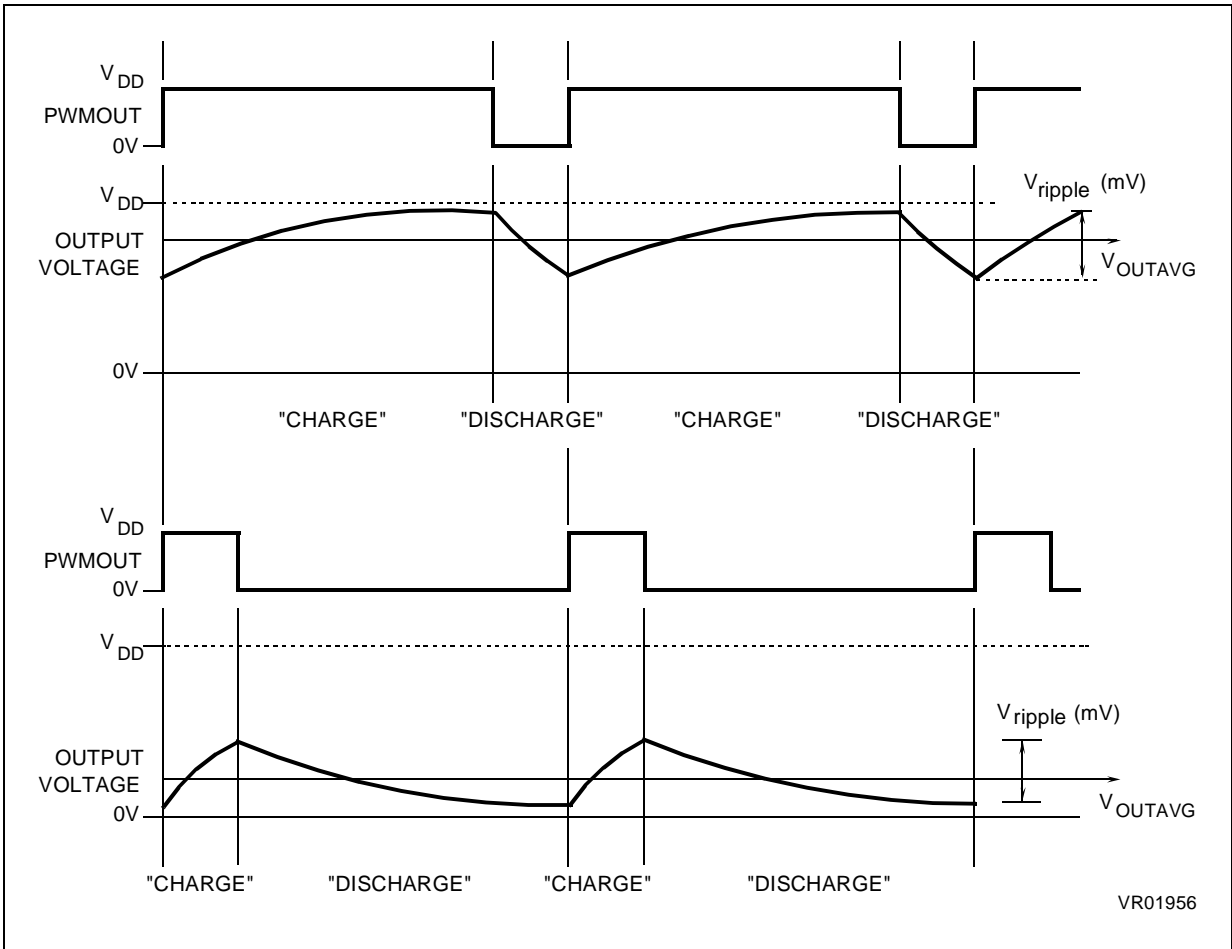 V DD
PWMOUT
0V
V DD
V ripple (mV)
OUTPUT
VOLTAGE
V OUTAVG
0V
"CHARGE" "DISCHARGE" "CHARGE" "DISCHARGE"
V DD
PWMOUT
0V
V DD
V ripple (mV)
OUTPUT
VOLTAGE
0V
V OUTAVG
"CHARGE" "DISCHARGE" "CHARGE" "DISCHARGE"
VR01956